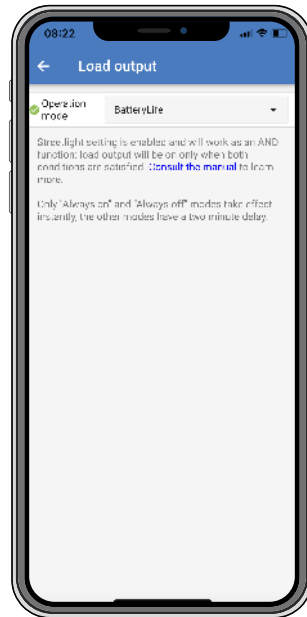 08:22
Load output
Operation
mode
BatteryLife
Streetlight setting is enabled and will work as an AND
function: load output will be on only when both
conditions are satisfied. Consult the manual to learn
more.
Only "Always on" and "Always off" modes take effect
instantly, the other modes have a two minute delay.